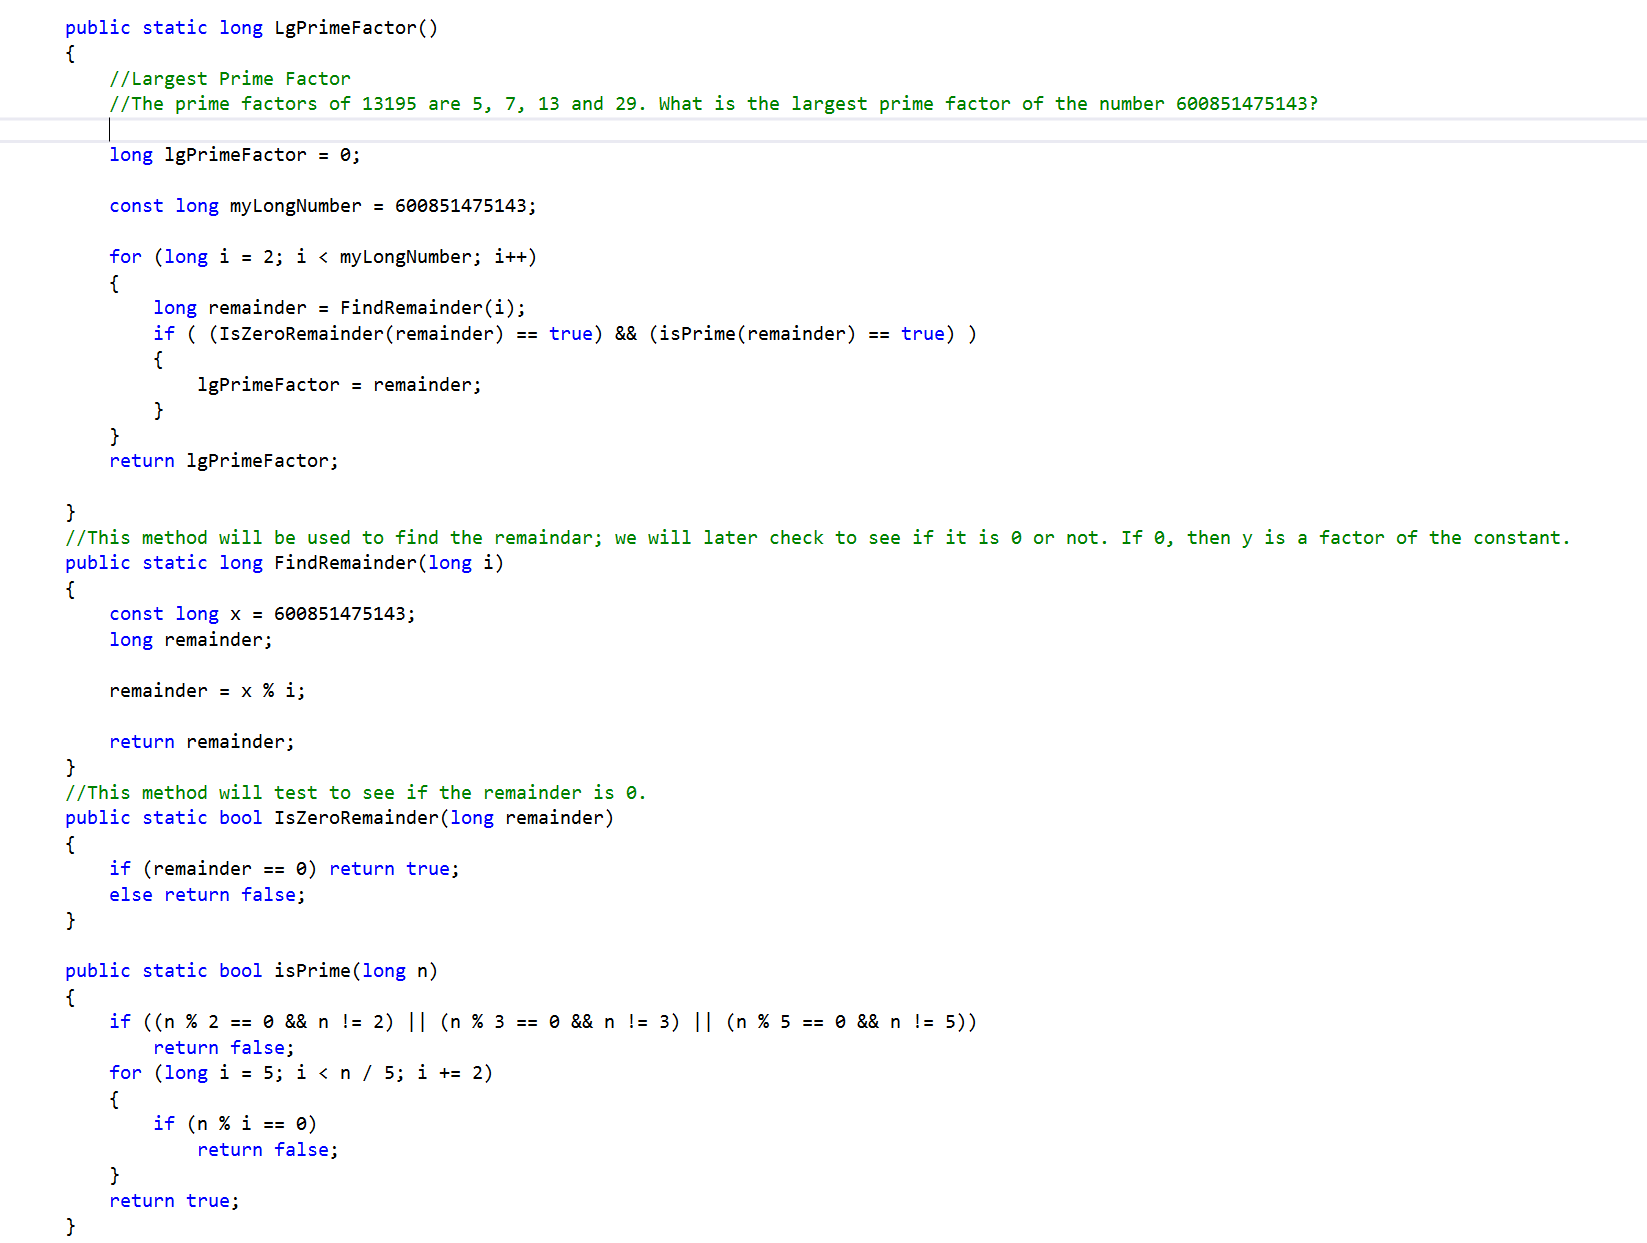 public static long LgPrimeFactor()
{
//Largest Prime Factor
//The prime factors of 13195 are 5, 7, 13 and 29. What is the largest prime factor of the number 600851475143?
long lgPrimeFactor = 0;
const long myLongNumber = 600851475143;
for (long i = 2; i < myLongNumber; i++)
{
long remainder = FindRemainder(i);
if ( (IsZeroRemainder(remainder) == true) && (isPrime(remainder) == true) )
{
lgPrimeFactor = remainder;
}
}
return lgPrimeFactor;
}
//This method will be used to find the remaindar; we will later check to see if it is 0 or not. If 0, then y is a factor of the constant.
public static long FindRemainder(long i)
{
const long x = 600851475143;
long remainder;
remainder = x % i;
return remainder;
}
//This method will test to see if the remainder is 0.
public static bool IsZeroRemainder(long remainder)
{
if (remainder == 0) return true;
else return false;
}
public static bool isPrime(long n)
{
if ((n % 2 == 0 && n != 2) || (n % 3 == 0 && n != 3) || (n % 5 == 0 && n != 5))
return false;
for (long i = 5; i < n / 5; i += 2)
{
if (n % i == 0)
return false;
}
return true;
}